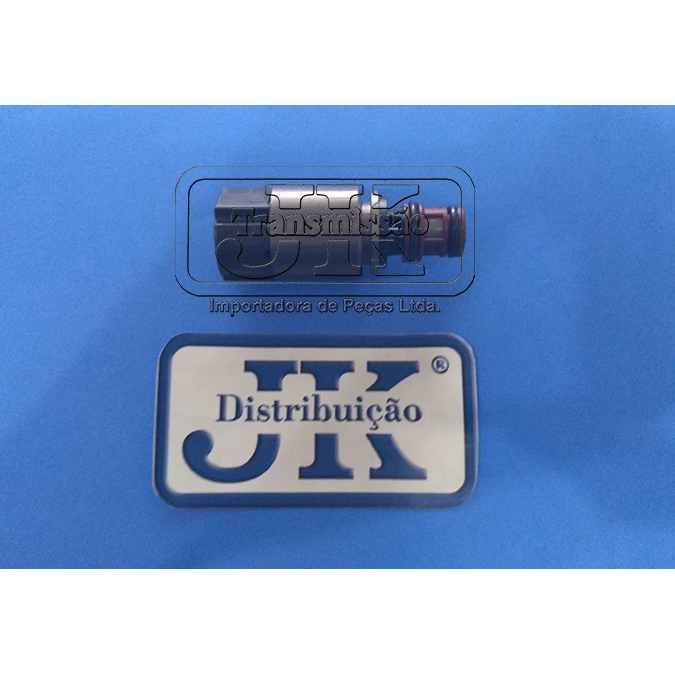 JK
Transmissão
Importadora de Peças Ltda.
JK ®
Distribuição